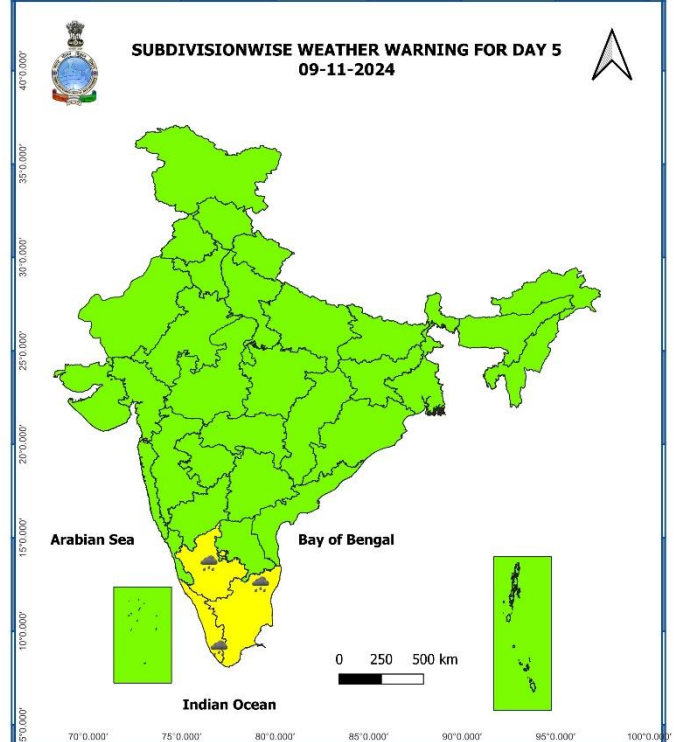 SUBDIVISIONWISE WEATHER WARNING FOR DAY 5
09-11-2024
40°0.000'
35°0.000'
30°0.000'
25°0.000'
20°0.000'
15°0.000'
10°0.000'
5°0.000'
Arabian Sea
Bay of Bengal
0 250 500 km
Indian Ocean
70°0.000' 75°0.000' 80°0.000' 85°0.000' 90°0.000' 95°0.000' 100°0.000'